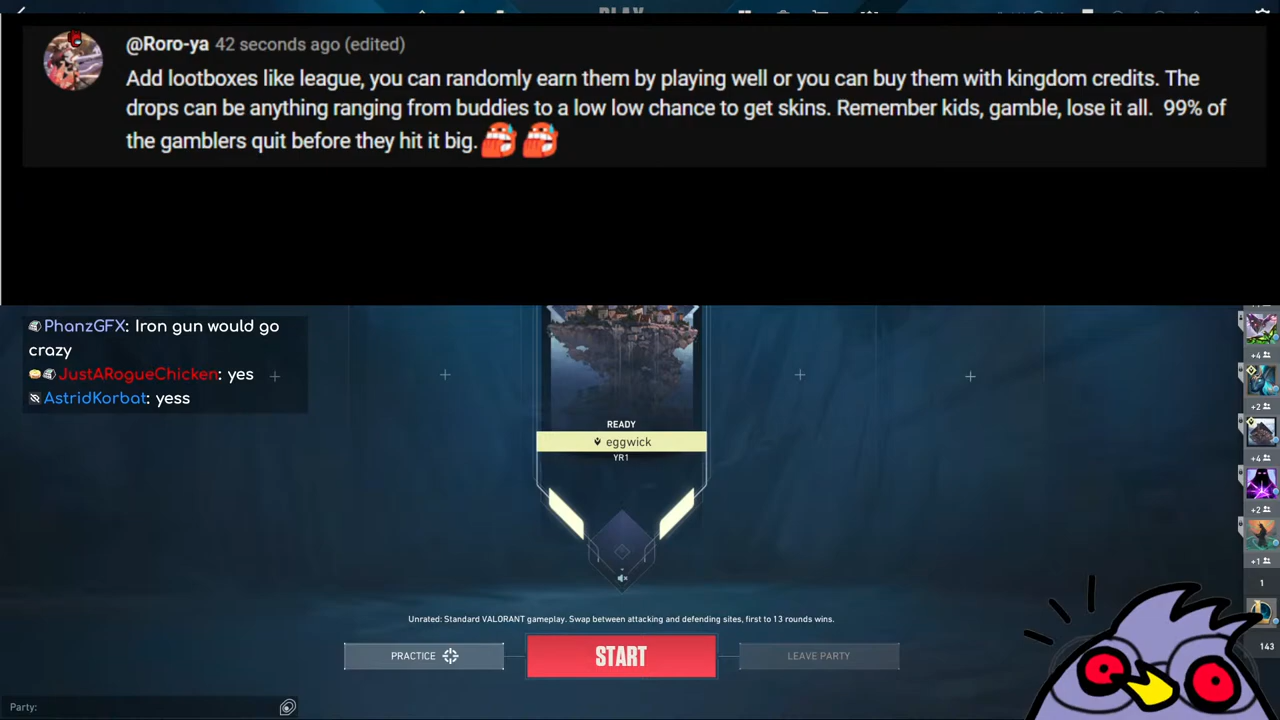 PLAY
@Roro-ya 42 seconds ago (edited)
Add lootboxes like league, you can randomly earn them by playing well or you can buy them with kingdom credits. The
drops can be anything ranging from buddies to a low low chance to get skins. Remember kids, gamble, lose it all. 99% of
the gamblers quit before they hit it big.
PhanzGFX: Iron gun would go
crazy
JustARogueChicken: yes
AstridKorbat: yess
READY
eggwick
YR1
+4
+2
+4
+2
+1
1
143
Unrated: Standard VALORANT gameplay. Swap between attacking and defending sites, first to 13 rounds wins.
PRACTICE
START
LEAVE PARTY
Party: